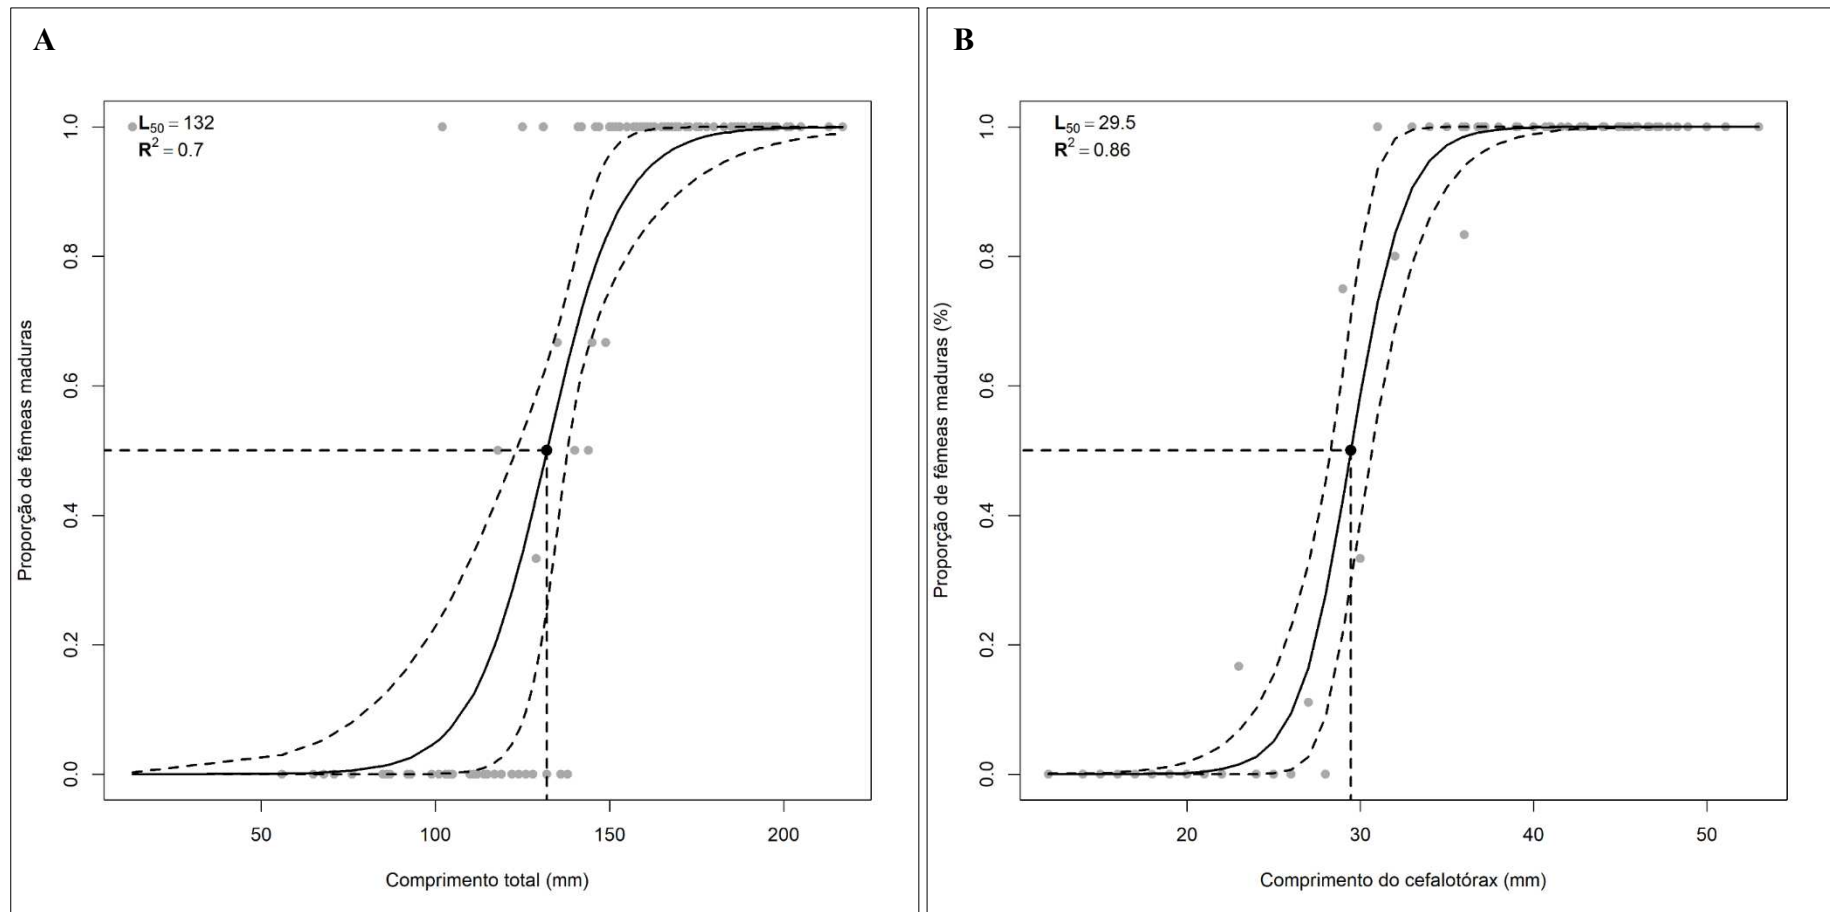 A
L50 = 132
R2 = 0.7
Proporção de fêmeas maduras
1.0
0.8
0.6
0.4
0.2
0.0
50 100 150 200
Comprimento total (mm)
B
L50 = 29.5
R2 = 0.86
Proporção de fêmeas maduras (%)
1.0
0.8
0.6
0.4
0.2
0.0
20 30 40 50
Comprimento do cefalotórax (mm)